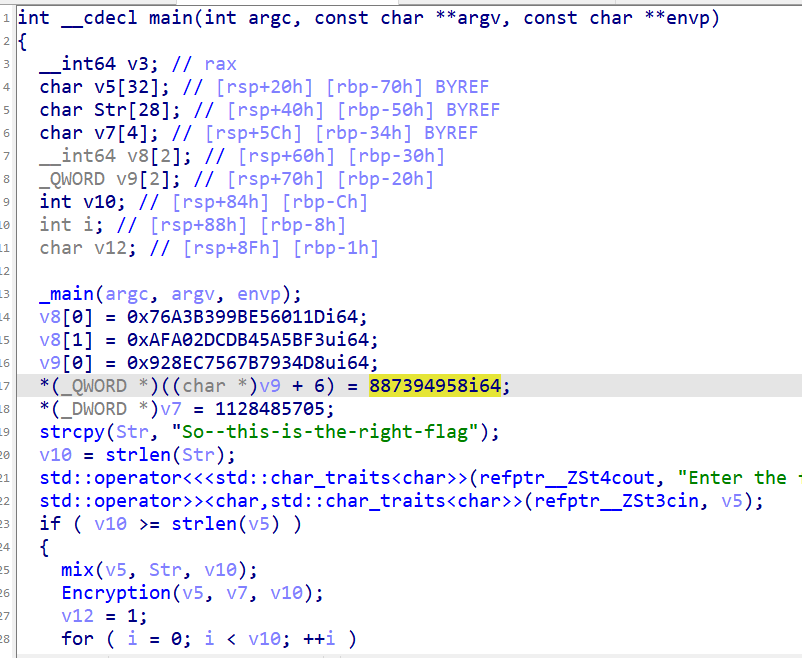 1 int __cdecl main(int argc, const char **argv, const char **envp)
2 {
3 __int64 v3; // rax
4 char v5[32]; // [rsp+20h] [rbp-70h] BYREF
5 char Str[28]; // [rsp+40h] [rbp-50h] BYREF
6 char v7[4]; // [rsp+5Ch] [rbp-34h] BYREF
7 __int64 v8[2]; // [rsp+60h] [rbp-30h]
8 _QWORD v9[2]; // [rsp+70h] [rbp-20h]
9 int v10; // [rsp+84h] [rbp-Ch]
10 int i; // [rsp+88h] [rbp-8h]
11 char v12; // [rsp+8Fh] [rbp-1h]
12
13 _main(argc, argv, envp);
14 v8[0] = 0x76A3B399BE56011Di64;
15 v8[1] = 0xAFA02DCDB45A5BF3ui64;
16 v9[0] = 0x928EC7567B7934D8ui64;
17 *(_QWORD *)((char *)v9 + 6) = 887394958i64;
18 *(_DWORD *)v7 = 1128485705;
19 strcpy(Str, "So--this-is-the-right-flag");
20 v10 = strlen(Str);
21 std::operator<<<std::char_traits<char>>(refptr__ZSt4cout, "Enter the
22 std::operator>><char,std::char_traits<char>>(refptr__ZSt3cin, v5);
23 if ( v10 >= strlen(v5) )
24 {
25 mix(v5, Str, v10);
26 Encryption(v5, v7, v10);
27 v12 = 1;
28 for ( i = 0; i < v10; ++i )